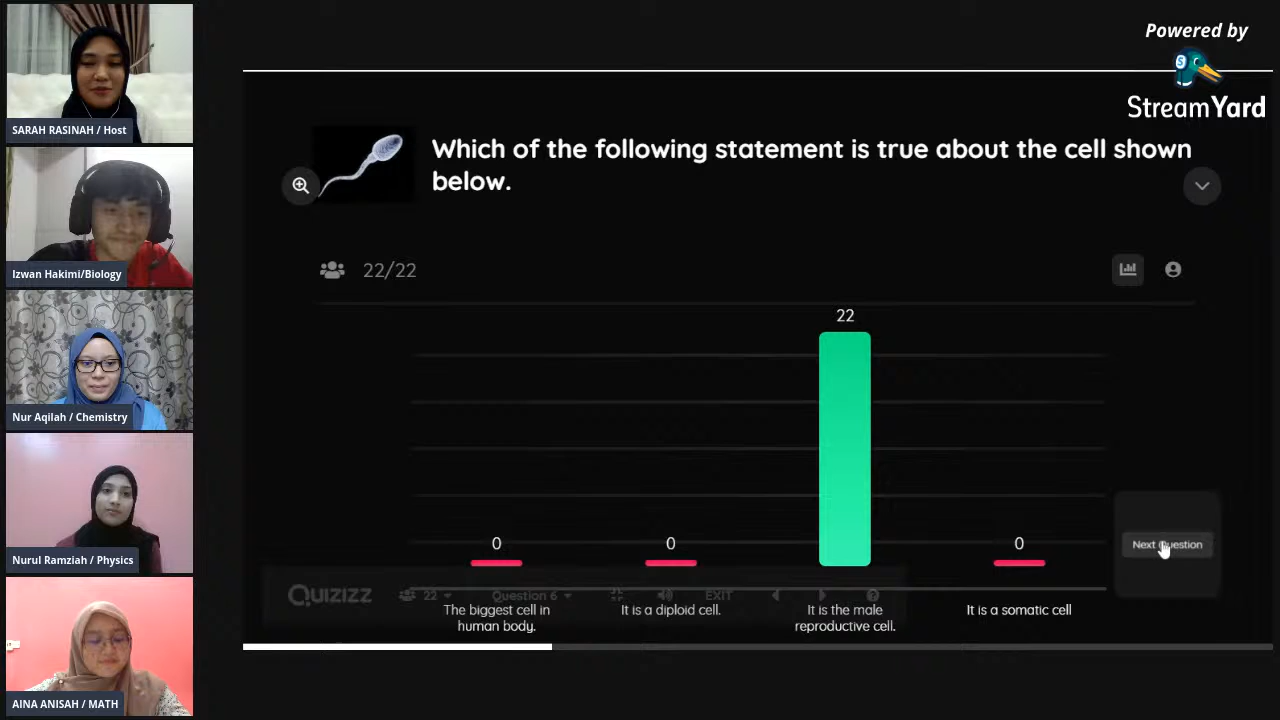 Powered by
StreamYard
SARAH RASINAH / Host
Izwan Hakimi/Biology
Nur Aqilah / Chemistry
Nurul Ramziah / Physics
AINA ANISAH / MATH
Which of the following statement is true about the cell shown
below.
22/22
22
0
0
0
Next Question
QUIZIZZ
22
Question 6
EXIT
The biggest cell in
human body.
It is a diploid cell.
It is the male
reproductive cell.
It is a somatic cell